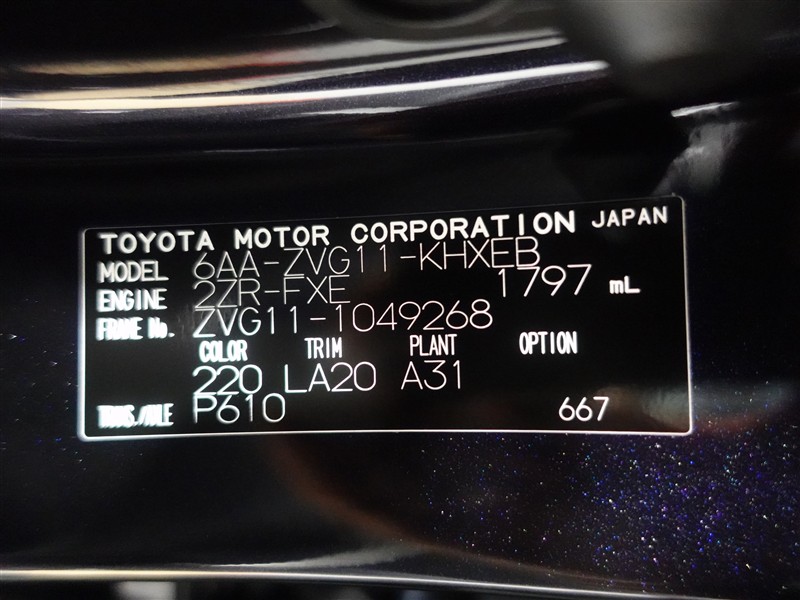 TOYOTA MOTOR CORPORATION JAPAN
MODEL 6AA-ZVG11-KHXEB
ENGINE 2ZR-FXE 1797 mL
FRAME No. ZVG11-1049268
COLOR TRIM PLANT OPTION
220 LA20 A31
TRANS./AXLE P610 667